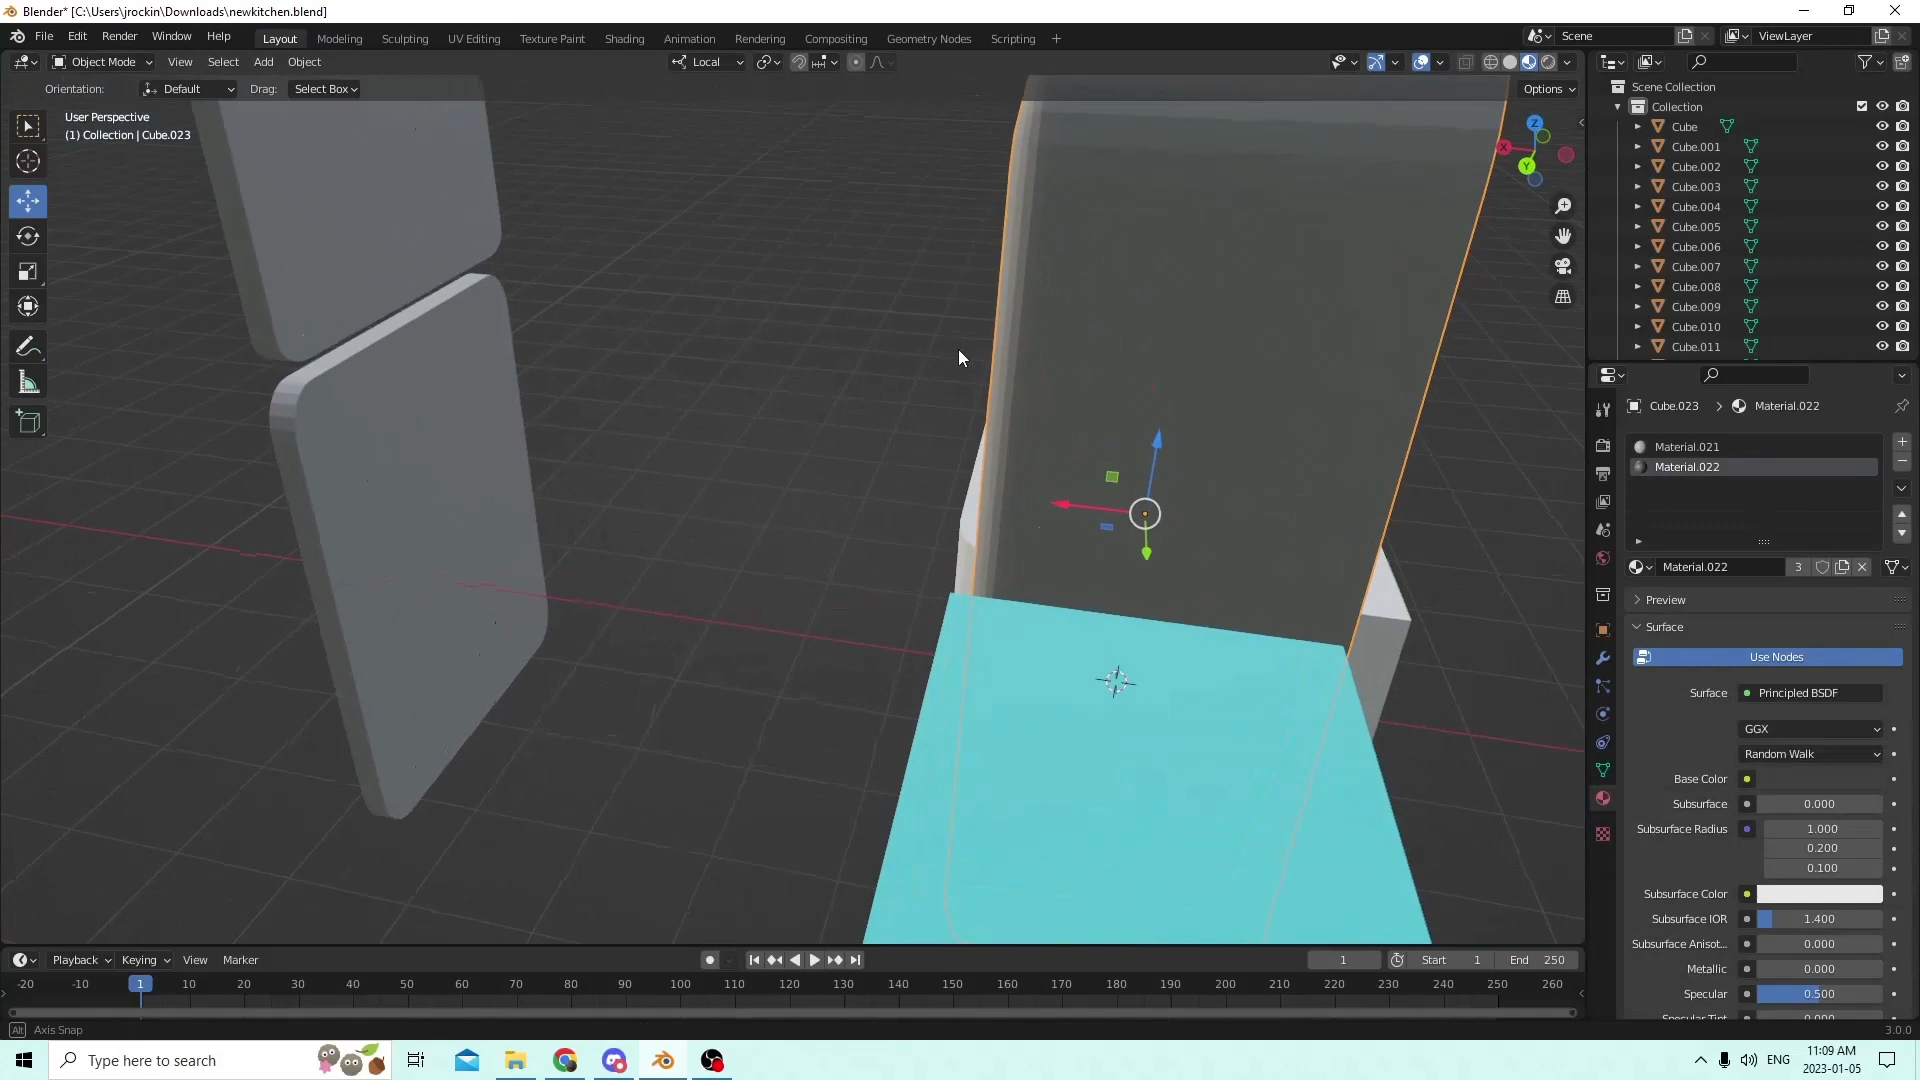 Blender* [C:\Users\jrockin\Downloads\newkitchen.blend]
File Edit Render Window Help
Layout Modeling Sculpting UV Editing Texture Paint Shading Animation Rendering Compositing Geometry Nodes Scripting +
Scene
ViewLayer
Object Mode View Select Add Object
Local
Orientation: Default Drag: Select Box
Options
User Perspective
(1) Collection | Cube.023
Z
X
Y
Scene Collection
Collection
Cube
Cube.001
Cube.002
Cube.003
Cube.004
Cube.005
Cube.006
Cube.007
Cube.008
Cube.009
Cube.010
Cube.011
Cube.023 > Material.022
Material.021
Material.022
Material.022 3
Preview
Surface
Use Nodes
Surface Principled BSDF
GGX
Random Walk
Base Color
Subsurface 0.000
Subsurface Radius 1.000
0.200
0.100
Subsurface Color
Subsurface IOR 1.400
Subsurface Anisot... 0.000
Metallic 0.000
Specular 0.500
Playback Keying View Marker
1 Start 1 End 250
-20 -10 1 10 20 30 40 50 60 70 80 90 100 110 120 130 140 150 160 170 180 190 200 210 220 230 240 250 260
Alt Axis Snap
3.0.0
Type here to search
ENG
11:09 AM
2023-01-05